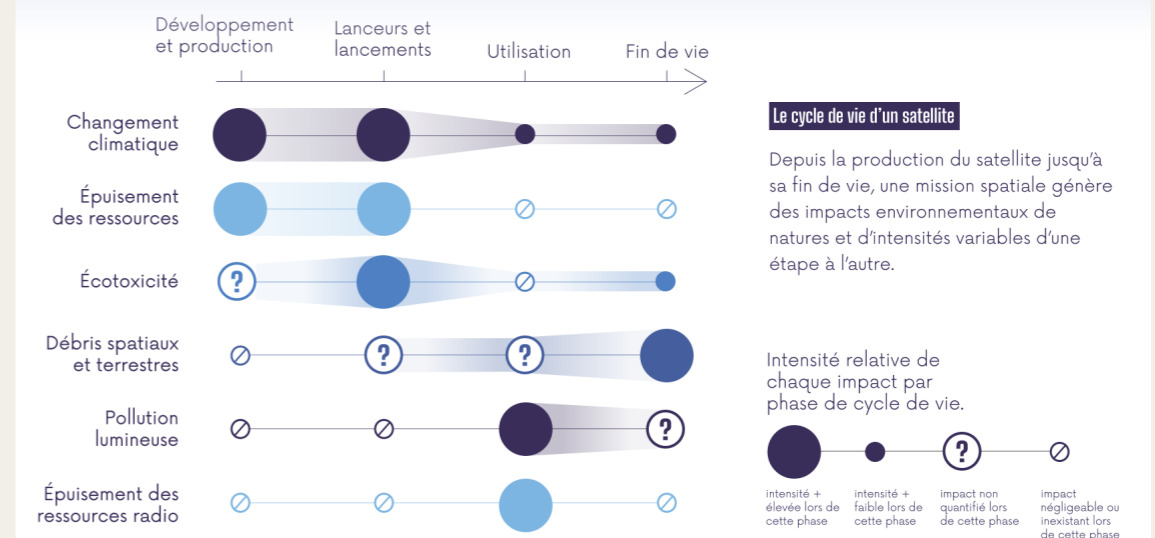 Développement
et production
Lanceurs et
lancements
Utilisation
Fin de vie
Changement
climatique
Épuisement
des ressources
Écotoxicité
?
Débris spatiaux
et terrestres
?
?
Pollution
lumineuse
?
Épuisement des
ressources radio
Le cycle de vie d'un satellite
Depuis la production du satellite jusqu'à
sa fin de vie, une mission spatiale génère
des impacts environnementaux de
natures et d'intensités variables d'une
étape à l'autre.
Intensité relative de
chaque impact par
phase de cycle de vie.
?
intensité +
élevée lors de
cette phase
intensité +
faible lors de
cette phase
impact non
quantifié lors
de cette phase
impact
négligeable ou
inexistant lors
de cette phase